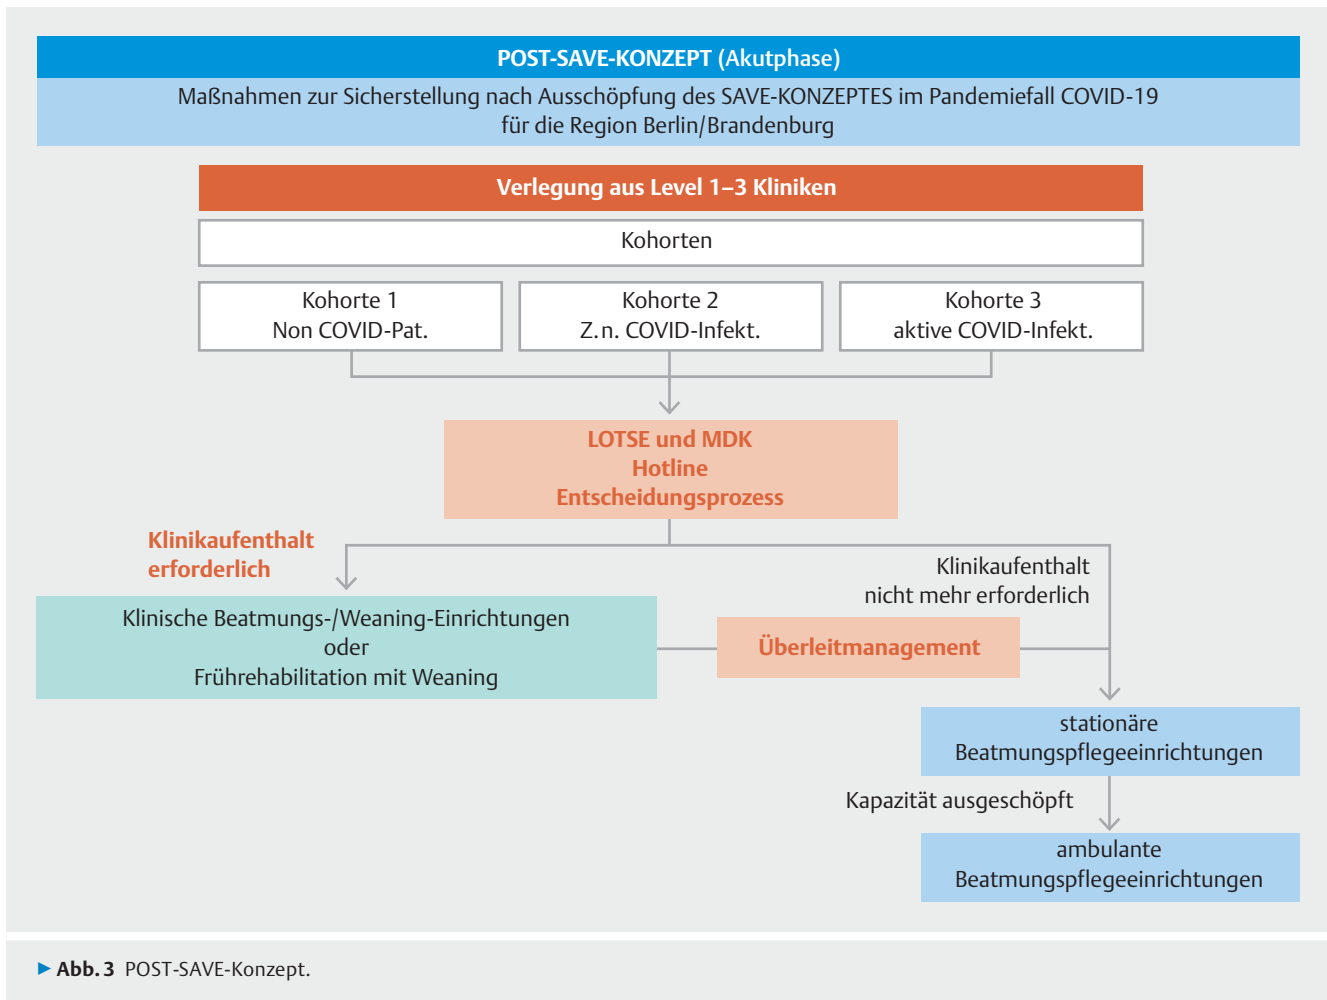 POST-SAVE-KONZEPT (Akutphase)
Maßnahmen zur Sicherstellung nach Ausschöpfung des SAVE-KONZEPTES im Pandemiefall COVID-19
für die Region Berlin/Brandenburg
Verlegung aus Level 1–3 Kliniken
Kohorten
Kohorte 1
Non COVID-Pat.
Kohorte 2
Z. n. COVID-Infekt.
Kohorte 3
aktive COVID-Infekt.
LOTSE und MDK
Hotline
Entscheidungsprozess
Klinikaufenthalt
erforderlich
Klinikaufenthalt
nicht mehr erforderlich
Klinische Beatmungs-/Weaning-Einrichtungen
oder
Frührehabilitation mit Weaning
Überleitmanagement
stationäre
Beatmungspflegeeinrichtungen
Kapazität ausgeschöpft
ambulante
Beatmungspflegeeinrichtungen
▶ Abb. 3 POST-SAVE-Konzept.